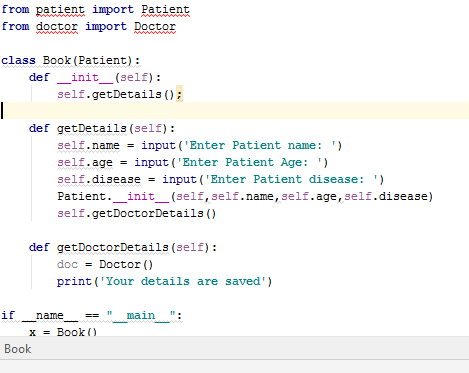 from patient import Patient
from doctor import Doctor

class Book(Patient):
    def __init__(self):
        self.getDetails();

    def getDetails(self):
        self.name = input('Enter Patient name: ')
        self.age = input('Enter Patient Age: ')
        self.disease = input('Enter Patient disease: ')
        Patient.__init__(self,self.name,self.age,self.disease)
        self.getDoctorDetails()

    def getDoctorDetails(self):
        doc = Doctor()
        print('Your details are saved')

if __name__ == "__main__":
    x = Book()
Book